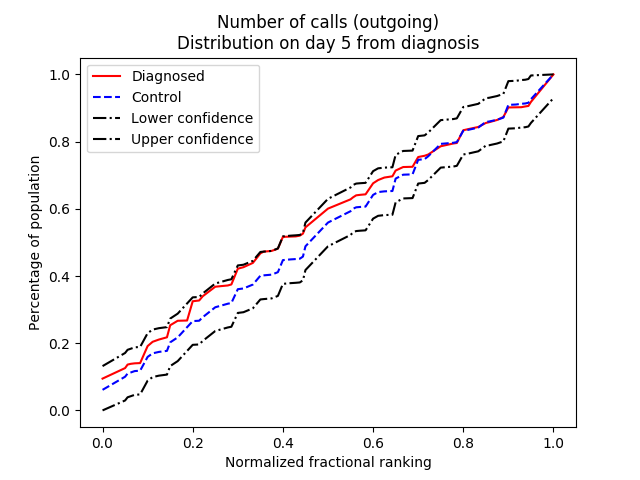 Number of calls (outgoing)
Distribution on day 5 from diagnosis
Diagnosed
Control
Lower confidence
Upper confidence
Percentage of population
1.0
0.8
0.6
0.4
0.2
0.0
0.0 0.2 0.4 0.6 0.8 1.0
Normalized fractional ranking